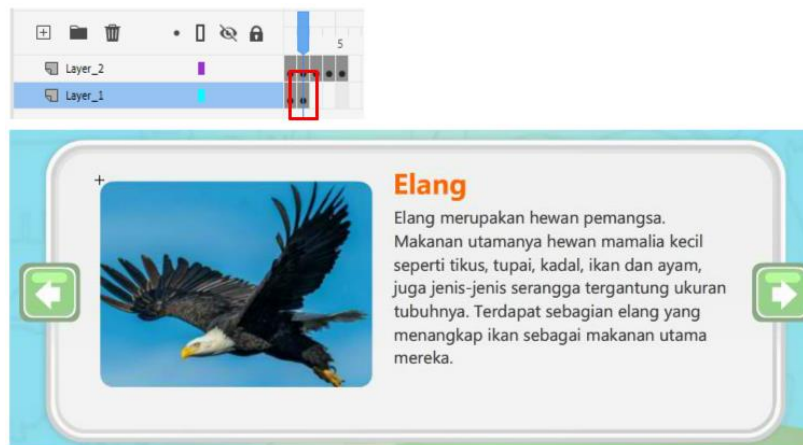 5
Layer_2
Layer_1
Elang
Elang merupakan hewan pemangsa.
Makanan utamanya hewan mamalia kecil
seperti tikus, tupai, kadal, ikan dan ayam,
juga jenis-jenis serangga tergantung ukuran
tubuhnya. Terdapat sebagian elang yang
menangkap ikan sebagai makanan utama
mereka.